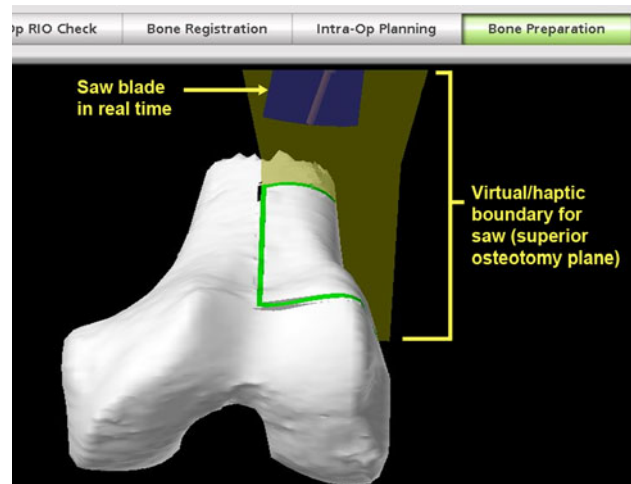 Op RIO Check
Bone Registration
Intra-Op Planning
Bone Preparation
Saw blade
in real time
Virtual/haptic
boundary for
saw (superior
osteotomy plane)